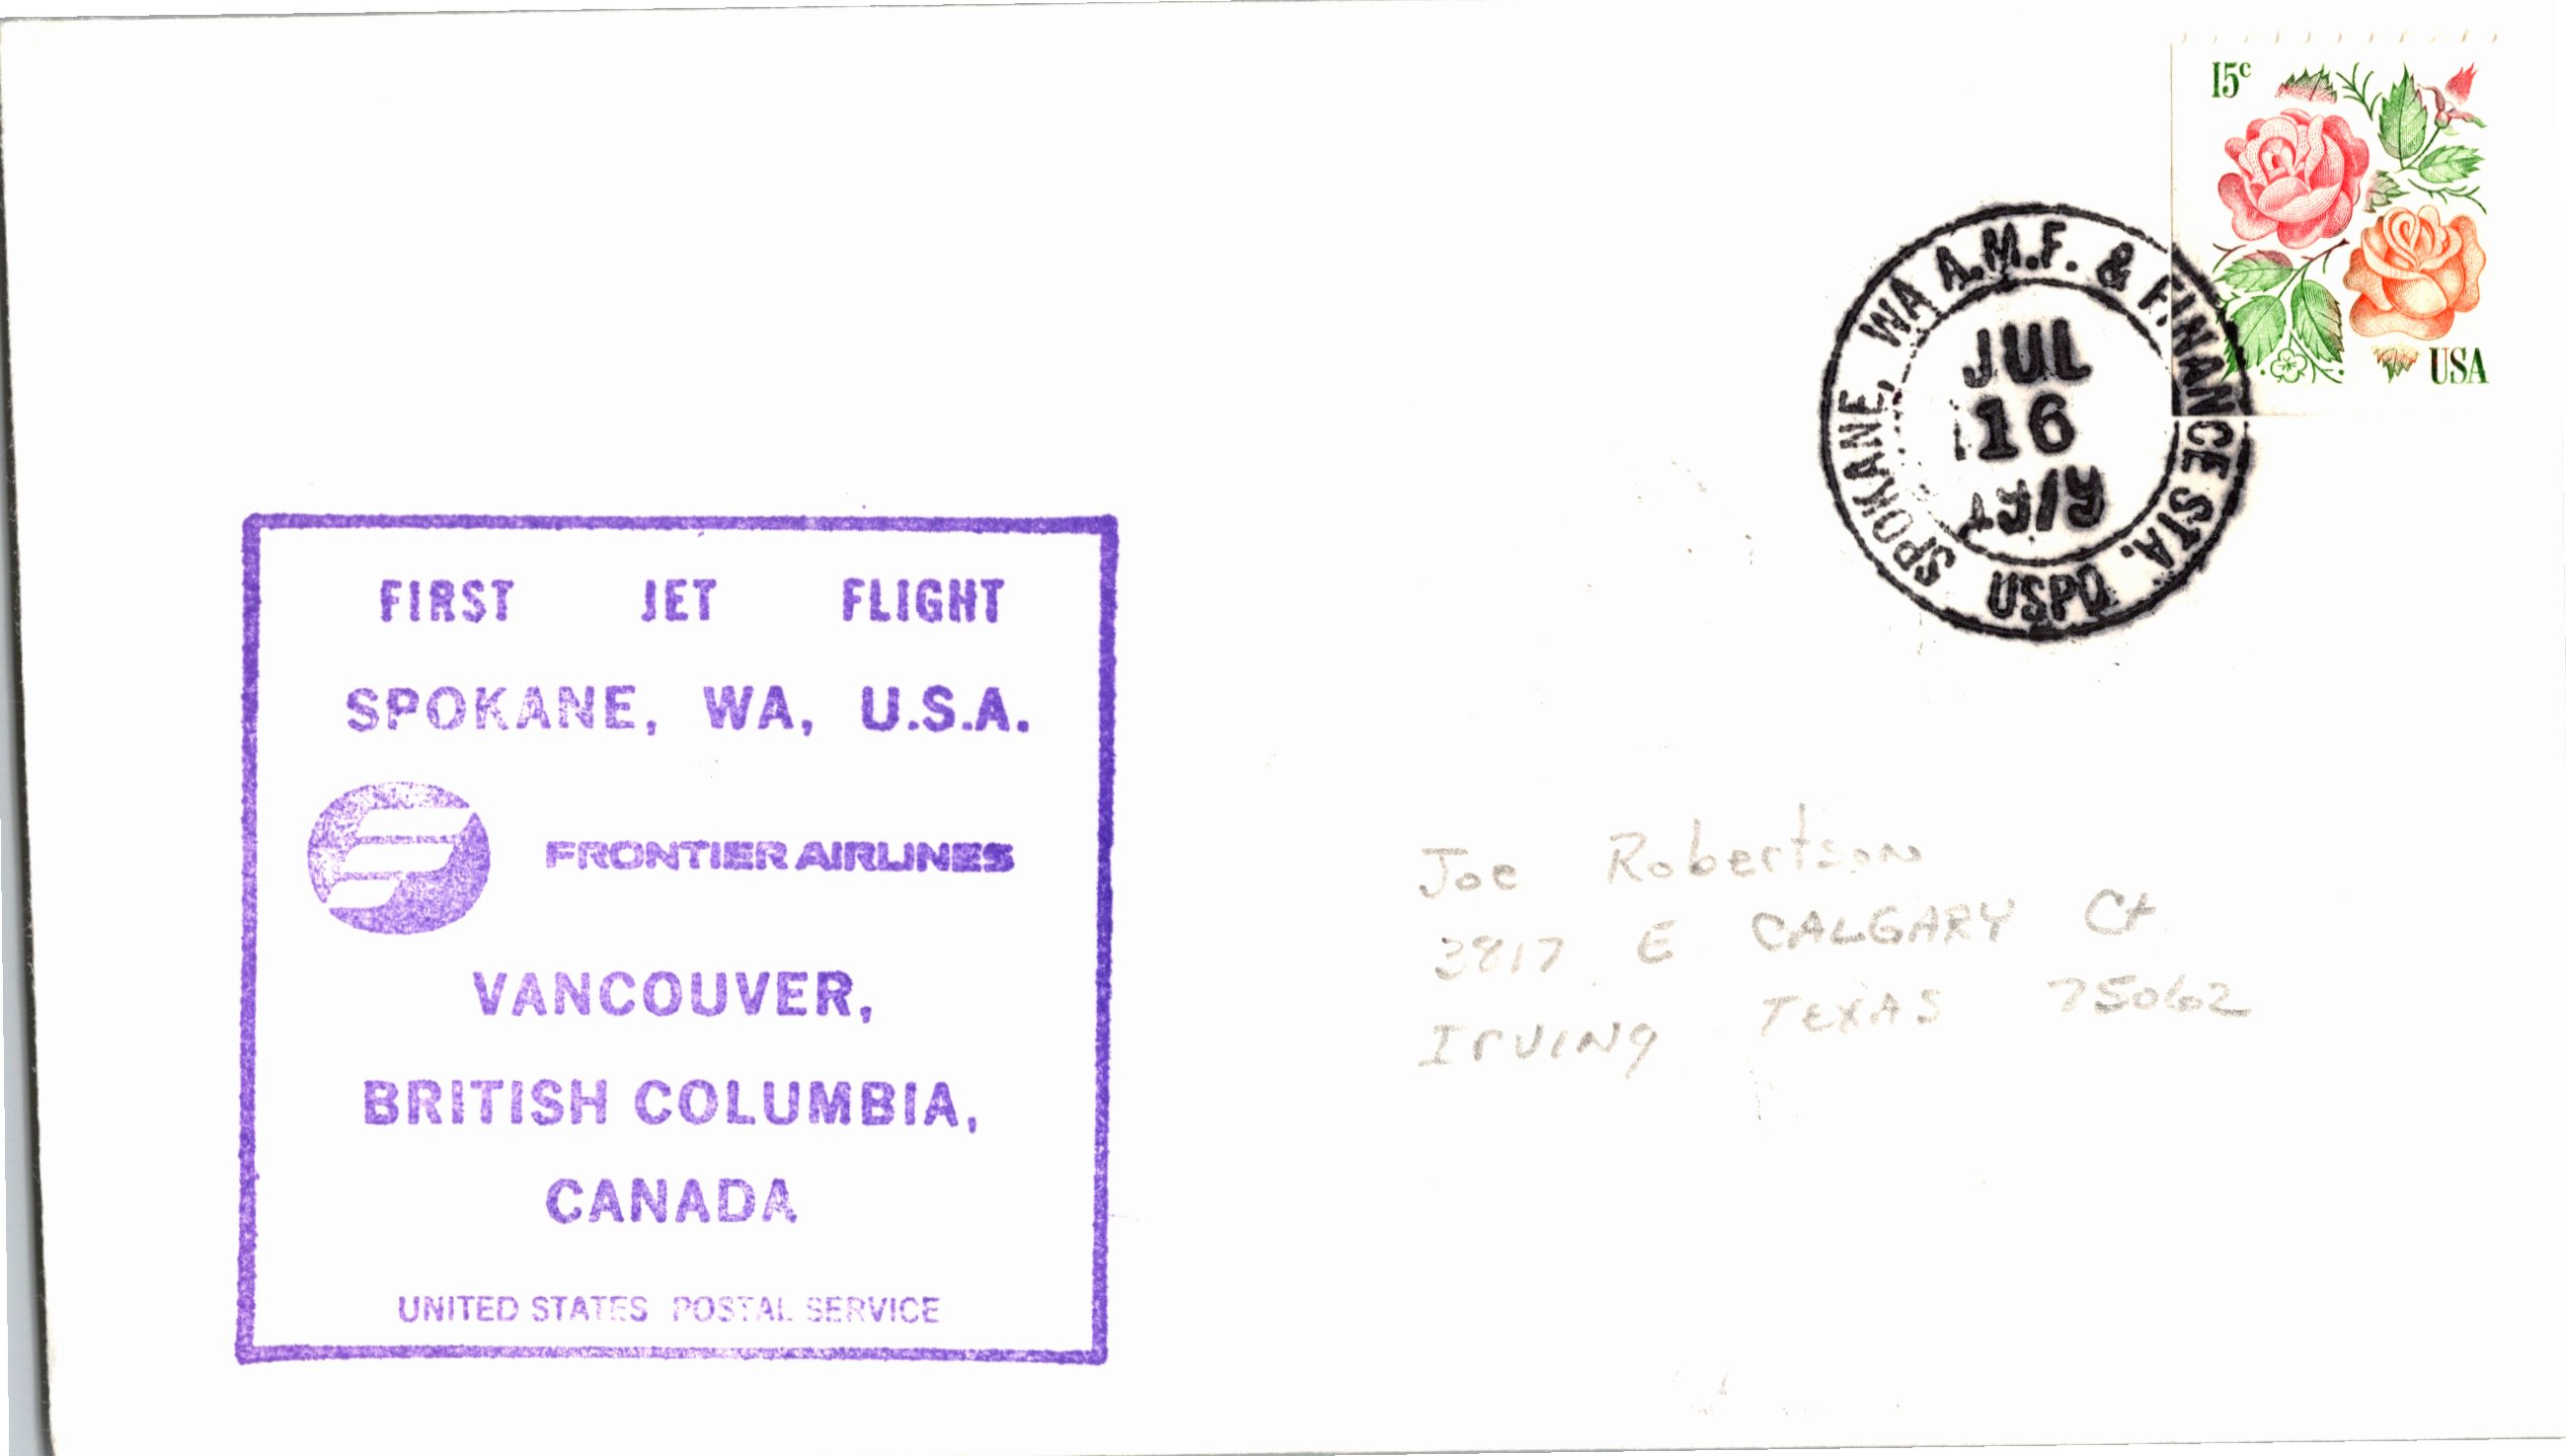 15c
USA
SPOKANE, WA A.M.F. & FINANCE STA.
JUL
16
1979
USPO
FIRST JET FLIGHT
SPOKANE, WA, U.S.A.
FRONTIER AIRLINES
VANCOUVER,
BRITISH COLUMBIA,
CANADA
UNITED STATES POSTAL SERVICE
Joe Robertson
3817 E CALGARY Ct
Irving TEXAS 75062